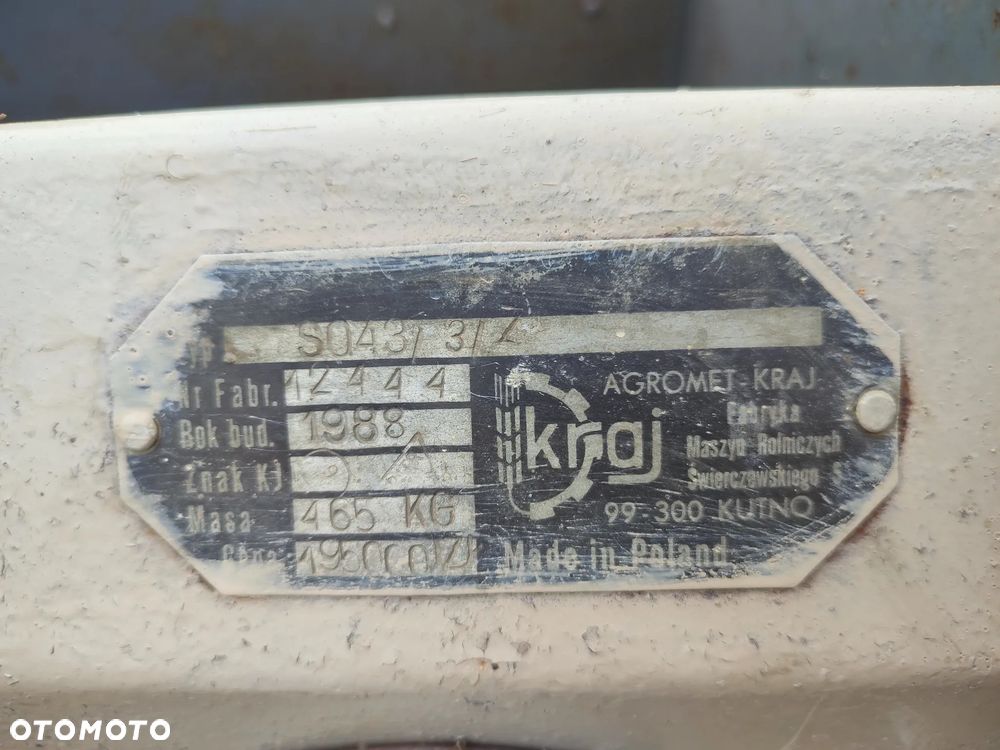 S043/3/
Nr Fabr. 12444
Rok bud. 1988
Znak KJ
Masa 465 KG
Cena
kraj
AGROMET-KRAJ
Fabryka
Maszyn Rolniczych
Świerczewskiego
99-300 KUTNO
Made in Poland
OTOMOTO